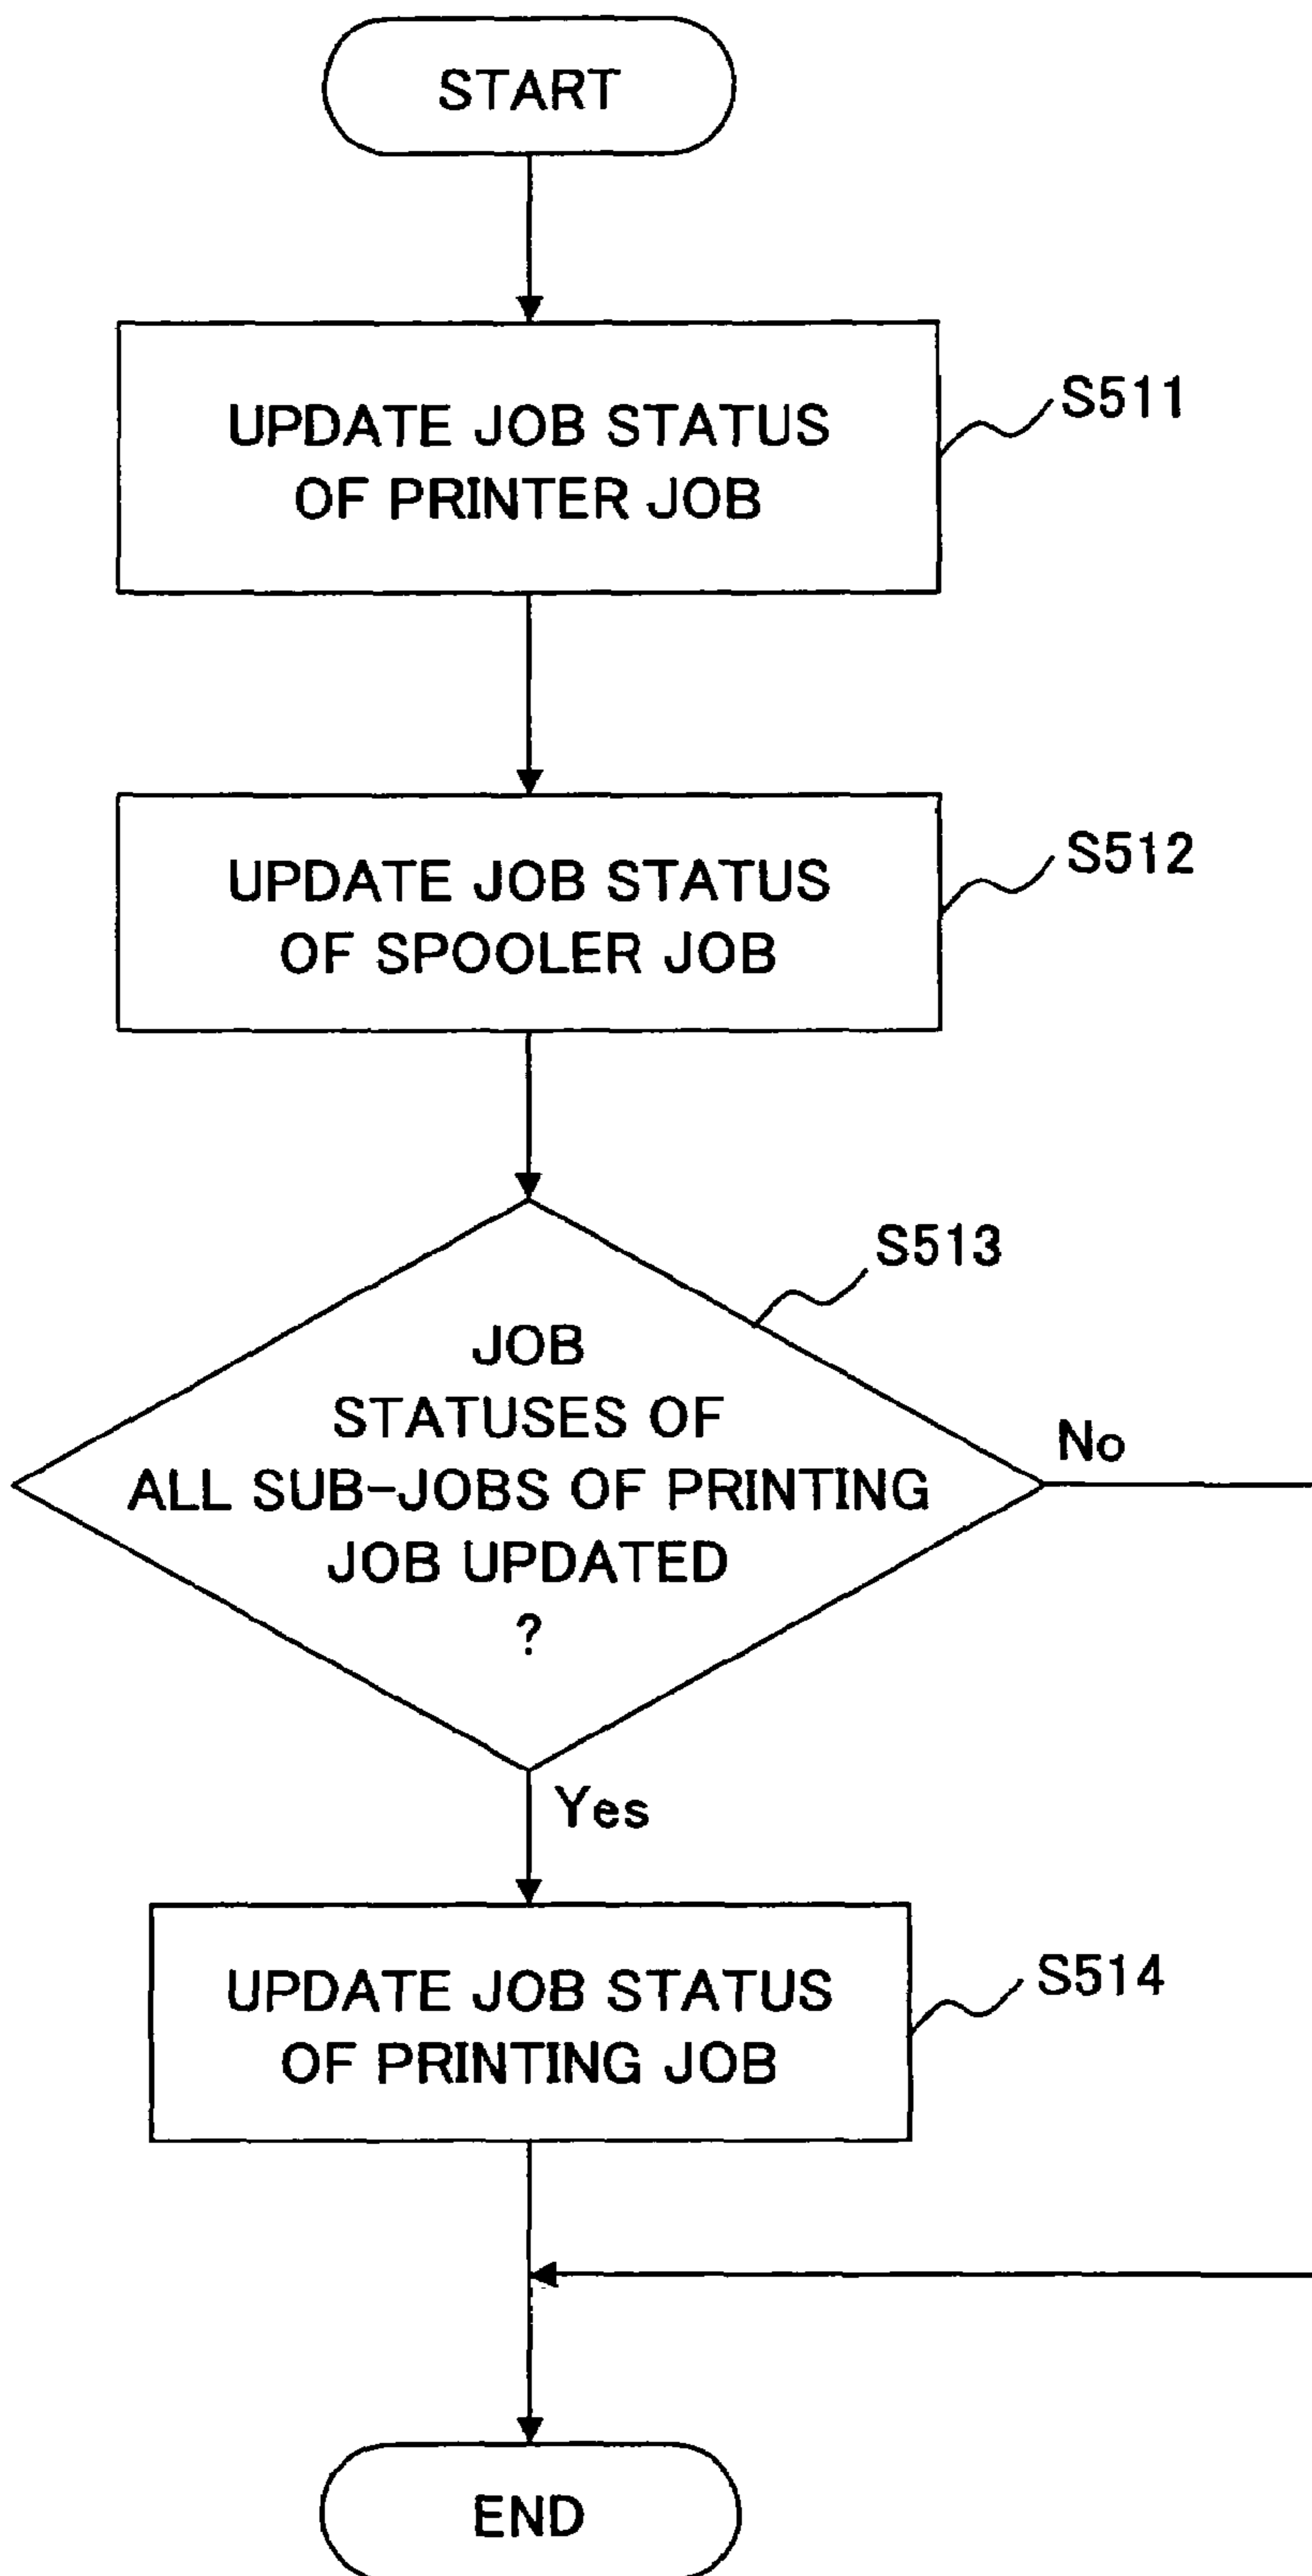 START
UPDATE JOB STATUS
OF PRINTER JOB
S511
UPDATE JOB STATUS
OF SPOOLER JOB
S512
S513
JOB
STATUSES OF
ALL SUB-JOBS OF PRINTING
JOB UPDATED
?
No
Yes
UPDATE JOB STATUS
OF PRINTING JOB
S514
END